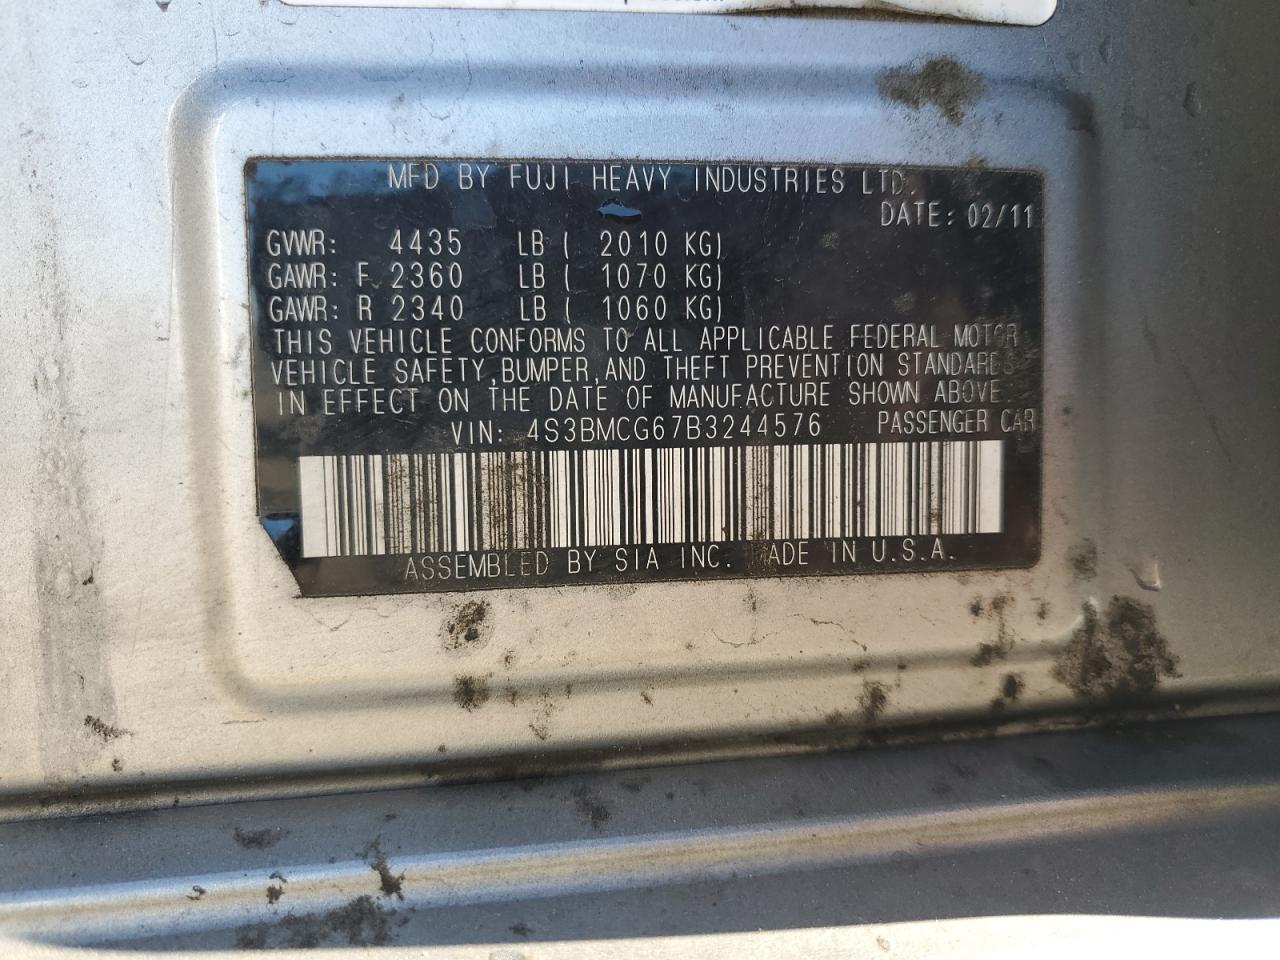 MFD BY FUJI HEAVY INDUSTRIES LTD.
DATE: 02/11
GVWR: 4435 LB ( 2010 KG)
GAWR: F 2360 LB ( 1070 KG)
GAWR: R 2340 LB ( 1060 KG)
THIS VEHICLE CONFORMS TO ALL APPLICABLE FEDERAL MOTOR
VEHICLE SAFETY,BUMPER,AND THEFT PREVENTION STANDARDS
IN EFFECT ON THE DATE OF MANUFACTURE SHOWN ABOVE.
VIN: 4S3BMCG67B3244576 PASSENGER CAR
ASSEMBLED BY SIA INC. MADE IN U.S.A.